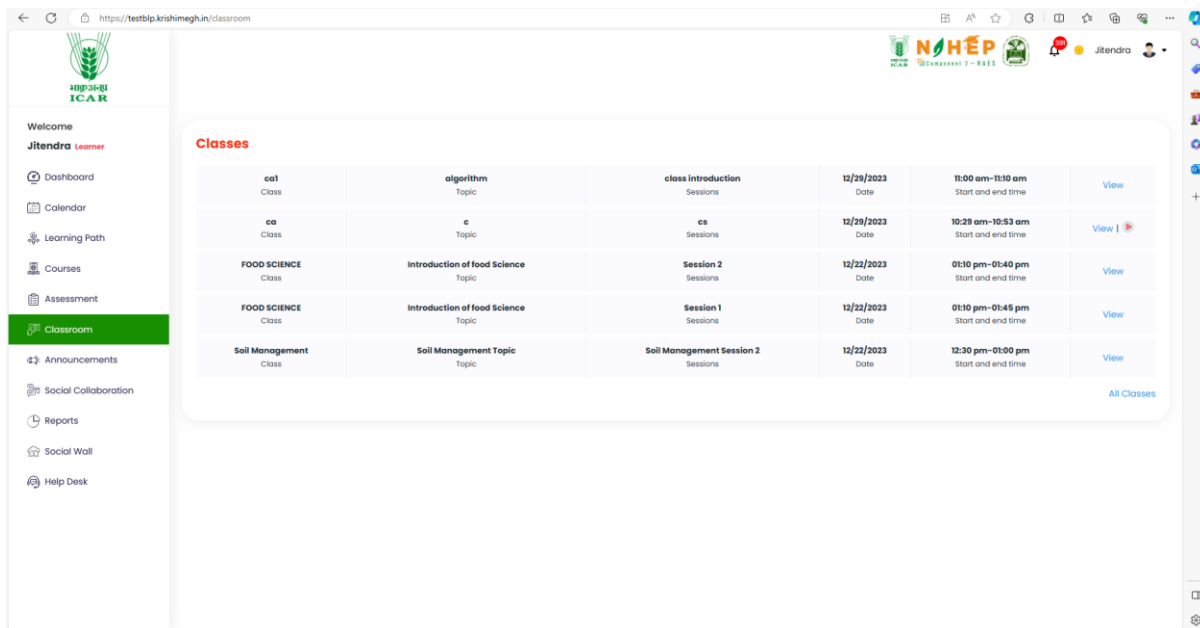 https://testblp.krishimegh.in/classroom
भाकृअनुप
ICAR
ICAR
NAHEP
Component 2 - RAES
391
Jitendra
Welcome
Jitendra Learner
Dashboard
Calendar
Learning Path
Courses
Assessment
Classroom
Announcements
Social Collaboration
Reports
Social Wall
Help Desk
Classes
ca1 algorithm class introduction 12/29/2023 11:00 am-11:10 am View
Class Topic Sessions Date Start and end time
ca c cs 12/29/2023 10:29 am-10:53 am View |
Class Topic Sessions Date Start and end time
FOOD SCIENCE Introduction of food Science Session 2 12/22/2023 01:10 pm-01:40 pm View
Class Topic Sessions Date Start and end time
FOOD SCIENCE Introduction of food Science Session 1 12/22/2023 01:10 pm-01:45 pm View
Class Topic Sessions Date Start and end time
Soil Management Soil Management Topic Soil Management Session 2 12/22/2023 12:30 pm-01:00 pm View
Class Topic Sessions Date Start and end time
All Classes